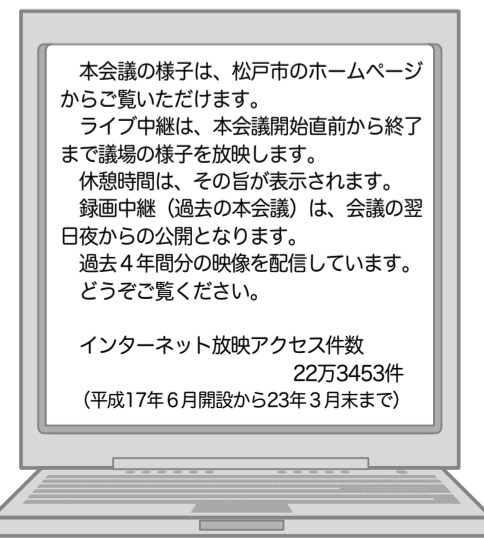 本会議の様子は、松戸市のホームページ
からご覧いただけます。
　ライブ中継は、本会議開始直前から終了
まで議場の様子を放映します。
　休憩時間は、その旨が表示されます。
　録画中継（過去の本会議）は、会議の翌
日夜からの公開となります。
　過去４年間分の映像を配信しています。
　どうぞご覧ください。
　インターネット放映アクセス件数
22万3453件
（平成17年６月開設から23年３月末まで）